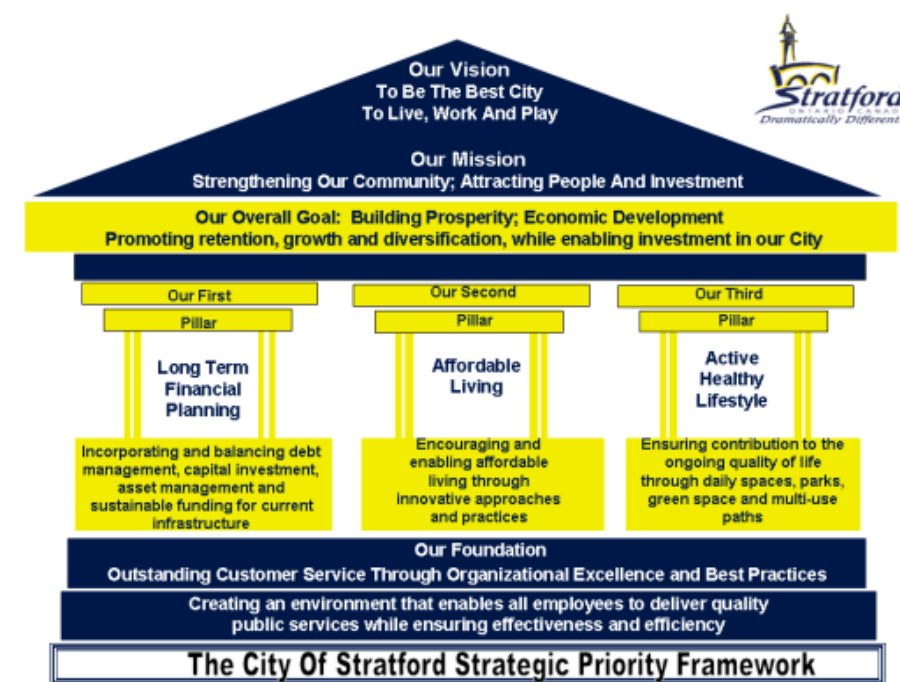 Our Vision
To Be The Best City
To Live, Work And Play
Stratford
ONTARIO CANADA
Dramatically Different
Our Mission
Strengthening Our Community; Attracting People And Investment
Our Overall Goal: Building Prosperity; Economic Development
Promoting retention, growth and diversification, while enabling investment in our City
Our First
Pillar
Long Term
Financial
Planning
Incorporating and balancing debt
management, capital investment,
asset management and
sustainable funding for current
infrastructure
Our Second
Pillar
Affordable
Living
Encouraging and
enabling affordable
living through
innovative approaches
and practices
Our Third
Pillar
Active
Healthy
Lifestyle
Ensuring contribution to the
ongoing quality of life
through daily spaces, parks,
green space and multi-use
paths
Our Foundation
Outstanding Customer Service Through Organizational Excellence and Best Practices
Creating an environment that enables all employees to deliver quality
public services while ensuring effectiveness and efficiency
The City Of Stratford Strategic Priority Framework